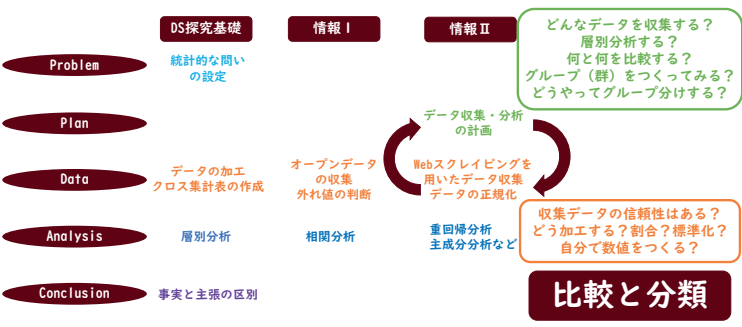 DS探究基礎
情報Ⅰ
情報Ⅱ
どんなデータを収集する？
層別分析する？
何と何を比較する？
グループ（群）をつくってみる？
どうやってグループ分けする？
Problem
統計的な問い
の設定
Plan
データ収集・分析
の計画
Data
データの加工
クロス集計表の作成
オープンデータ
の収集
外れ値の判断
Webスクレイピングを
用いたデータ収集
データの正規化
収集データの信頼性はある？
どう加工する？割合？標準化？
自分で数値をつくる？
Analysis
層別分析
相関分析
重回帰分析
主成分分析など
Conclusion
事実と主張の区別
比較と分類